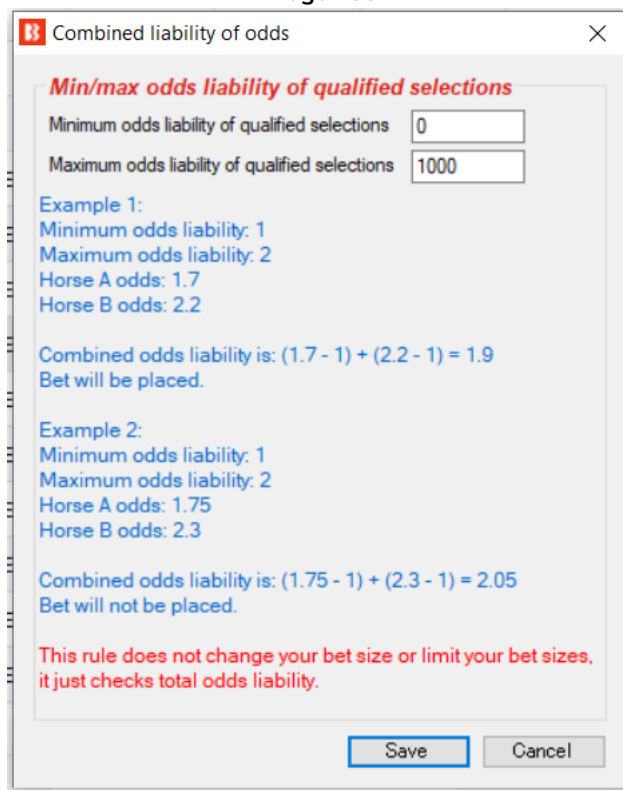 Combined liability of odds
Min/max odds liability of qualified selections
Minimum odds liability of qualified selections 0
Maximum odds liability of qualified selections 1000
Example 1:
Minimum odds liability: 1
Maximum odds liability: 2
Horse A odds: 1.7
Horse B odds: 2.2
Combined odds liability is: (1.7 - 1) + (2.2 - 1) = 1.9
Bet will be placed.
Example 2:
Minimum odds liability: 1
Maximum odds liability: 2
Horse A odds: 1.75
Horse B odds: 2.3
Combined odds liability is: (1.75 - 1) + (2.3 - 1) = 2.05
Bet will not be placed.
This rule does not change your bet size or limit your bet sizes,
it just checks total odds liability.
Save Cancel